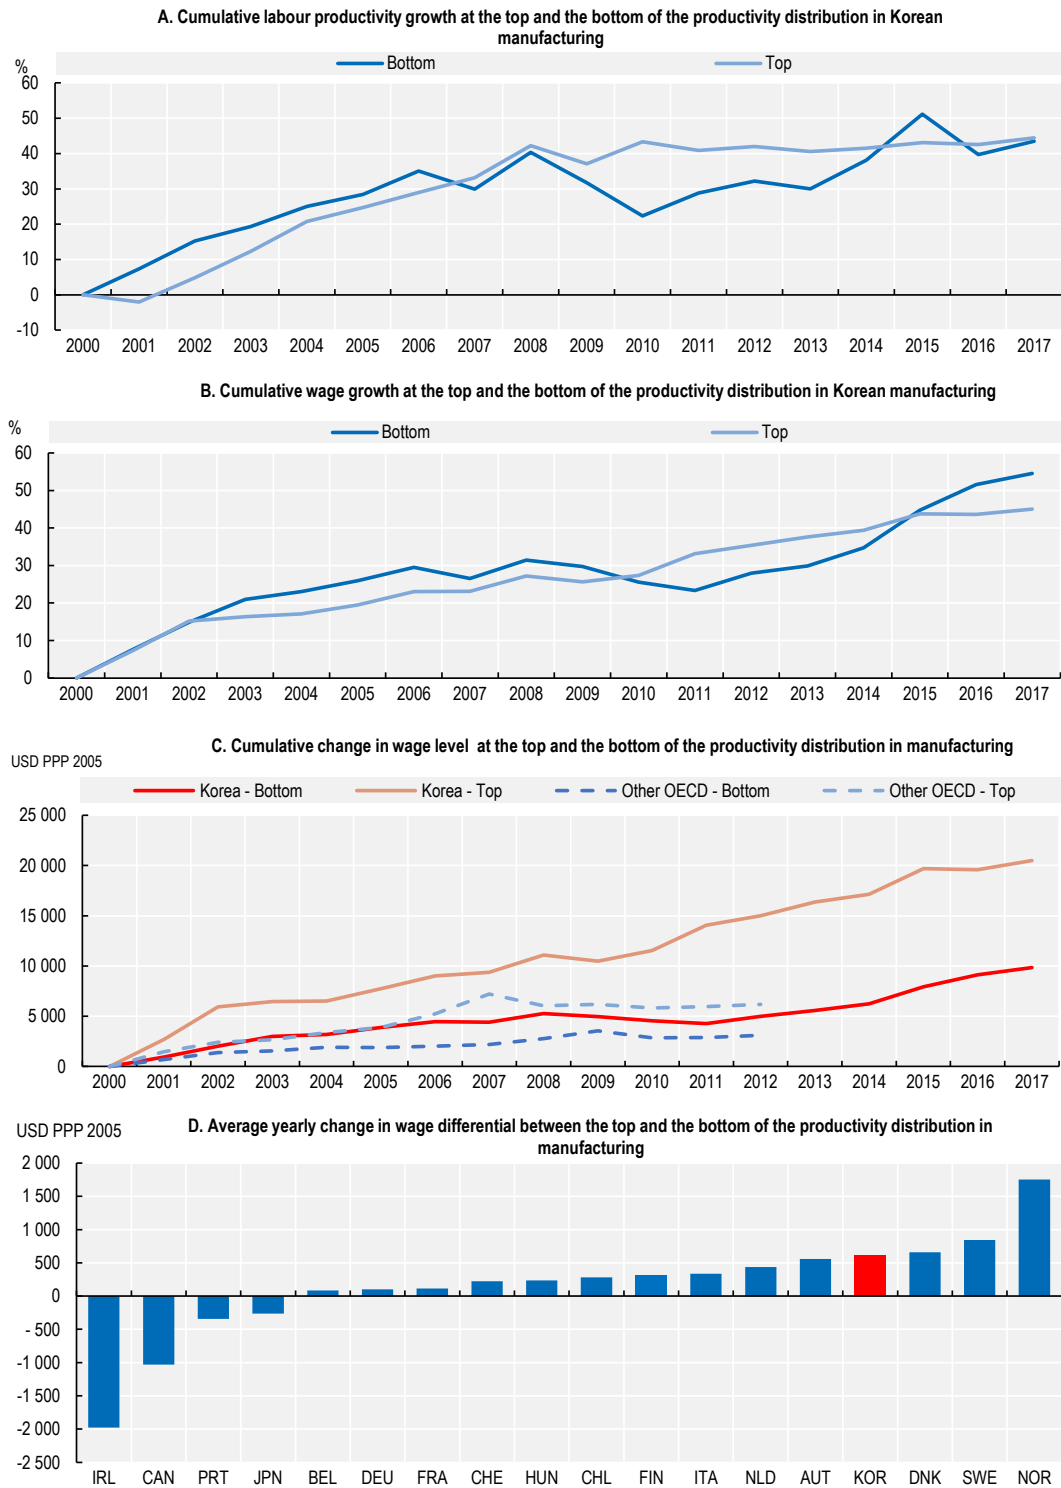 A. Cumulative labour productivity growth at the top and the bottom of the productivity distribution in Korean
manufacturing
%
Bottom Top
60
50
40
30
20
10
0
-10
2000 2001 2002 2003 2004 2005 2006 2007 2008 2009 2010 2011 2012 2013 2014 2015 2016 2017
B. Cumulative wage growth at the top and the bottom of the productivity distribution in Korean manufacturing
%
Bottom Top
60
50
40
30
20
10
0
2000 2001 2002 2003 2004 2005 2006 2007 2008 2009 2010 2011 2012 2013 2014 2015 2016 2017
C. Cumulative change in wage level at the top and the bottom of the productivity distribution in manufacturing
USD PPP 2005
Korea - Bottom Korea - Top Other OECD - Bottom Other OECD - Top
25 000
20 000
15 000
10 000
5 000
0
2000 2001 2002 2003 2004 2005 2006 2007 2008 2009 2010 2011 2012 2013 2014 2015 2016 2017
D. Average yearly change in wage differential between the top and the bottom of the productivity distribution in
manufacturing
USD PPP 2005
2 000
1 500
1 000
500
0
- 500
-1 000
-1 500
-2 000
-2 500
IRL CAN PRT JPN BEL DEU FRA CHE HUN CHL FIN ITA NLD AUT KOR DNK SWE NOR